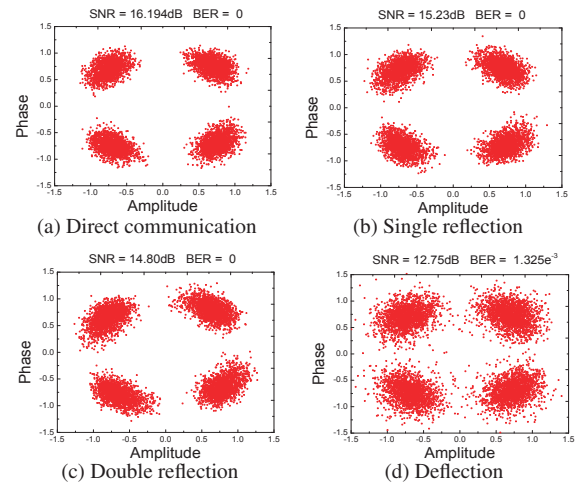 SNR = 16.194dB BER = 0
1.5
1.0
0.5
0.0
-0.5
-1.0
-1.5
Phase
-1.5 -1.0 -0.5 0.0 0.5 1.0 1.5
Amplitude
(a) Direct communication
SNR = 15.23dB BER = 0
1.5
1.0
0.5
0.0
-0.5
-1.0
-1.5
Phase
-1.5 -1.0 -0.5 0.0 0.5 1.0 1.5
Amplitude
(b) Single reflection
SNR = 14.80dB BER = 0
1.5
1.0
0.5
0.0
-0.5
-1.0
-1.5
Phase
-1.5 -1.0 -0.5 0.0 0.5 1.0 1.5
Amplitude
(c) Double reflection
SNR = 12.75dB BER = 1.325e⁻³
1.5
1.0
0.5
0.0
-0.5
-1.0
-1.5
Phase
-1.5 -1.0 -0.5 0.0 0.5 1.0 1.5
Amplitude
(d) Deflection